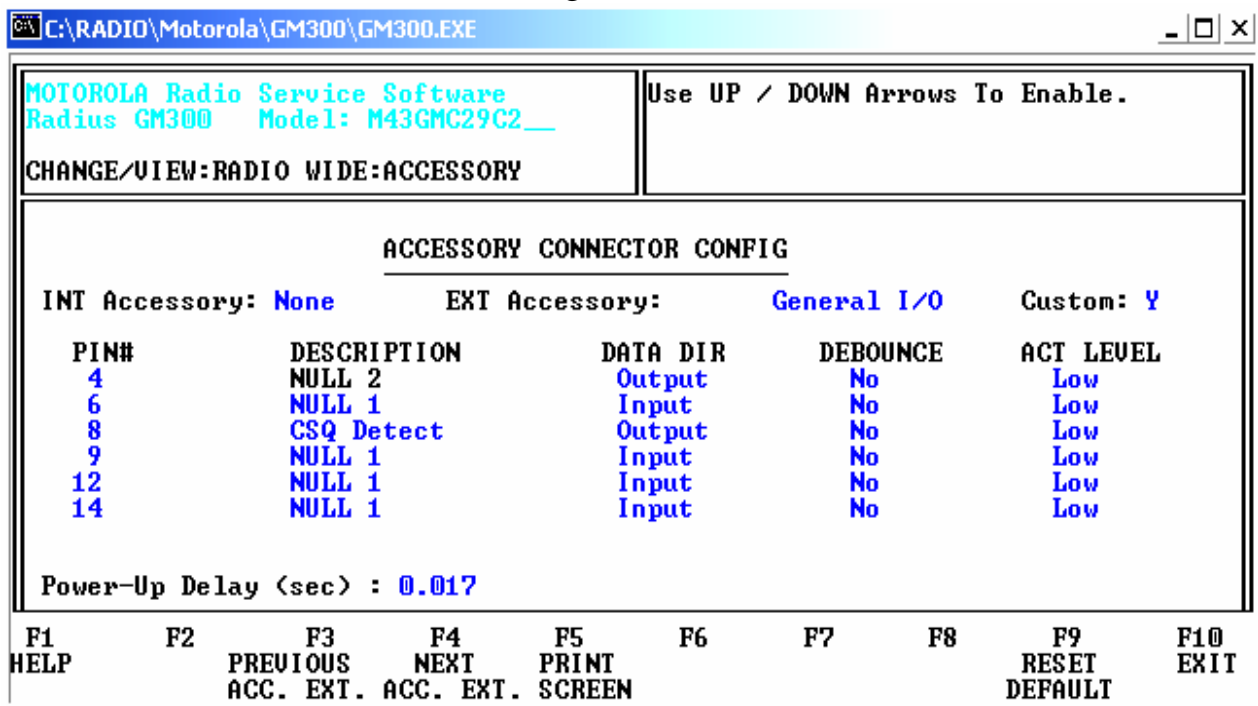 C:\RADIO\Motorola\GM300\GM300.EXE
MOTOROLA Radio Service Software
Radius GM300 Model: M43GMC29C2__
CHANGE/VIEW:RADIO WIDE:ACCESSORY
Use UP / DOWN Arrows To Enable.
ACCESSORY CONNECTOR CONFIG
INT Accessory: None EXT Accessory: General I/O Custom: Y
PIN# DESCRIPTION DATA DIR DEBOUNCE ACT LEVEL
4 NULL 2 Output No Low
6 NULL 1 Input No Low
8 CSQ Detect Output No Low
9 NULL 1 Input No Low
12 NULL 1 Input No Low
14 NULL 1 Input No Low
Power-Up Delay (sec) : 0.017
F1 F2 F3 F4 F5 F6 F7 F8 F9 F10
HELP PREVIOUS NEXT PRINT RESET EXIT
ACC. EXT. ACC. EXT. SCREEN DEFAULT